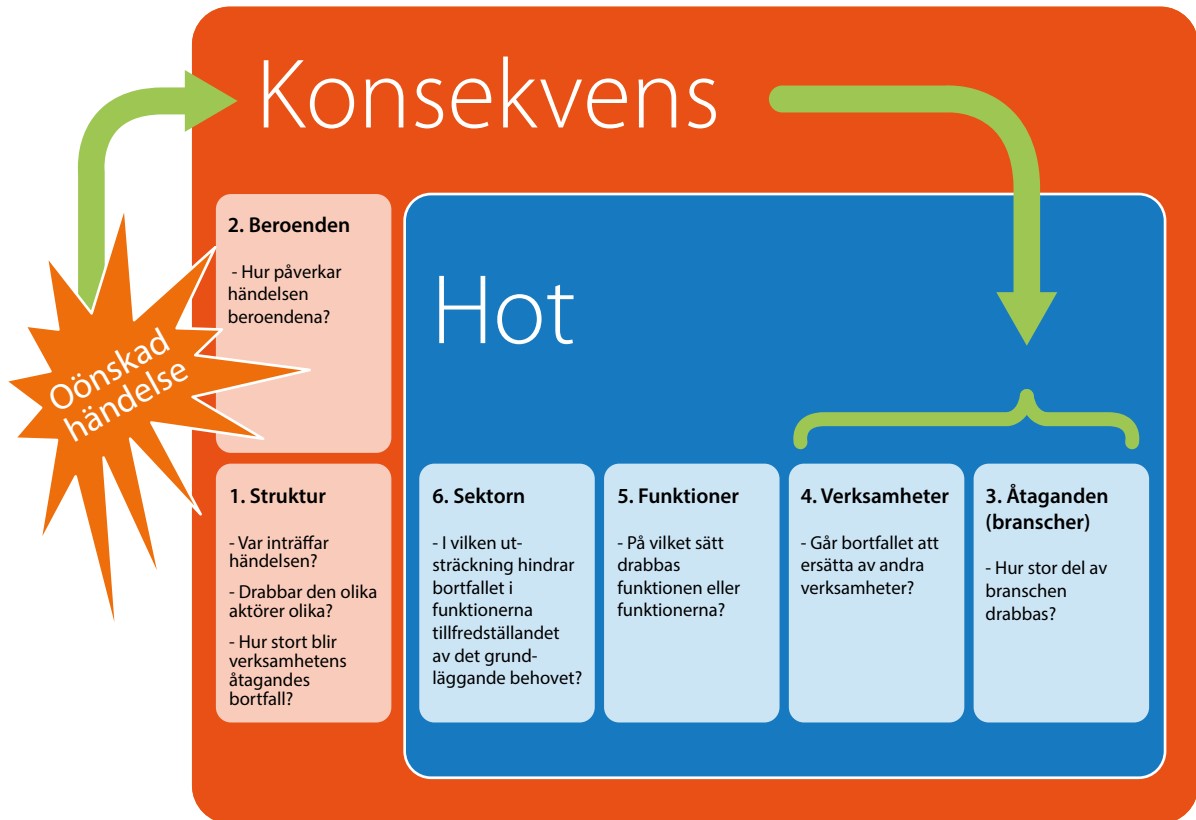 Konsekvens
Oönskad
händelse
2. Beroenden
- Hur påverkar
händelsen
beroendena?
1. Struktur
- Var inträffar
händelsen?
- Drabbar den olika
aktörer olika?
- Hur stort blir
verksamhetens
åtagandes
bortfall?
Hot
6. Sektorn
- I vilken ut-
sträckning hindrar
bortfallet i
funktionerna
tillfredställandet
av det grund-
läggande behovet?
5. Funktioner
- På vilket sätt
drabbas
funktionen eller
funktionerna?
4. Verksamheter
- Går bortfallet att
ersätta av andra
verksamheter?
3. Åtaganden
(branscher)
- Hur stor del av
branschen
drabbas?